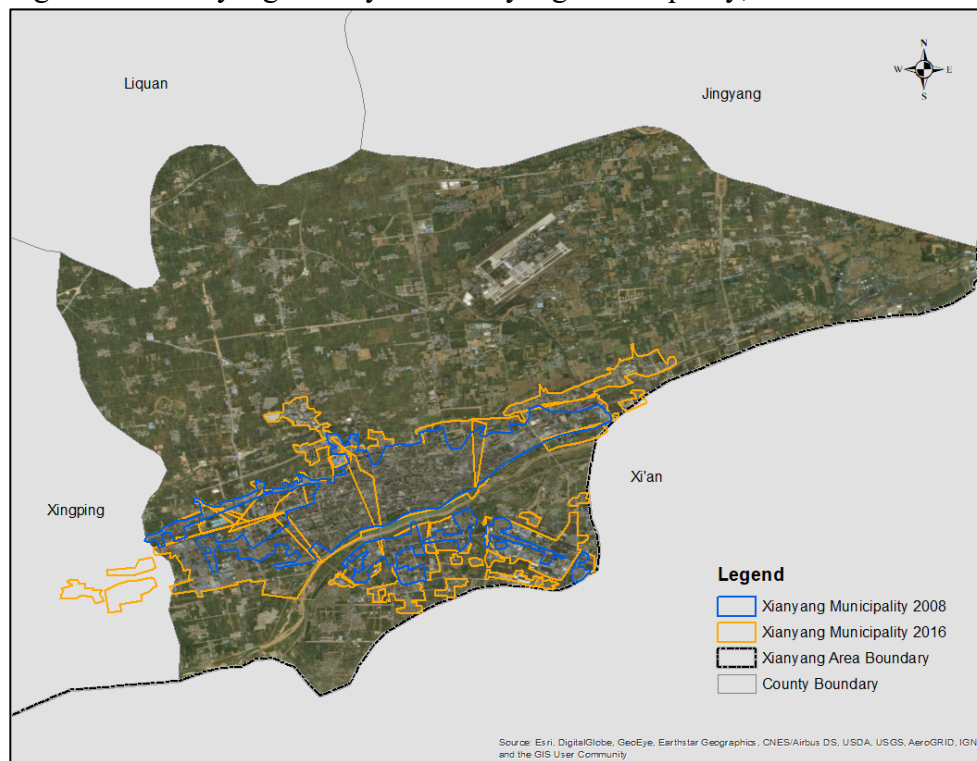 Liquan
Jingyang
N
W
E
S
Xingping
Xi'an
Legend
Xianyang Municipality 2008
Xianyang Municipality 2016
Xianyang Area Boundary
County Boundary
Source: Esri, DigitalGlobe, GeoEye, Earthstar Geographics, CNES/Airbus DS, USDA, USGS, AeroGRID, IGN
and the GIS User Community